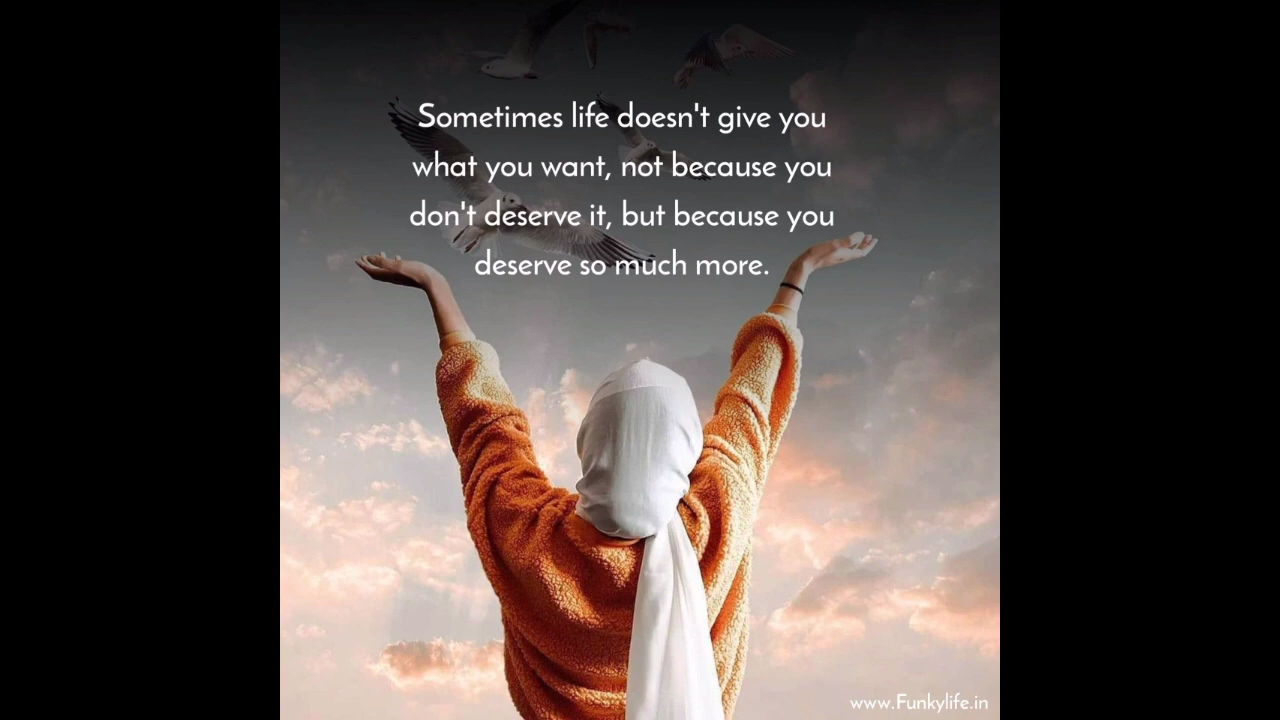 Sometimes life doesn't give you
what you want, not because you
don't deserve it, but because you
deserve so much more.
www.Funkylife.in